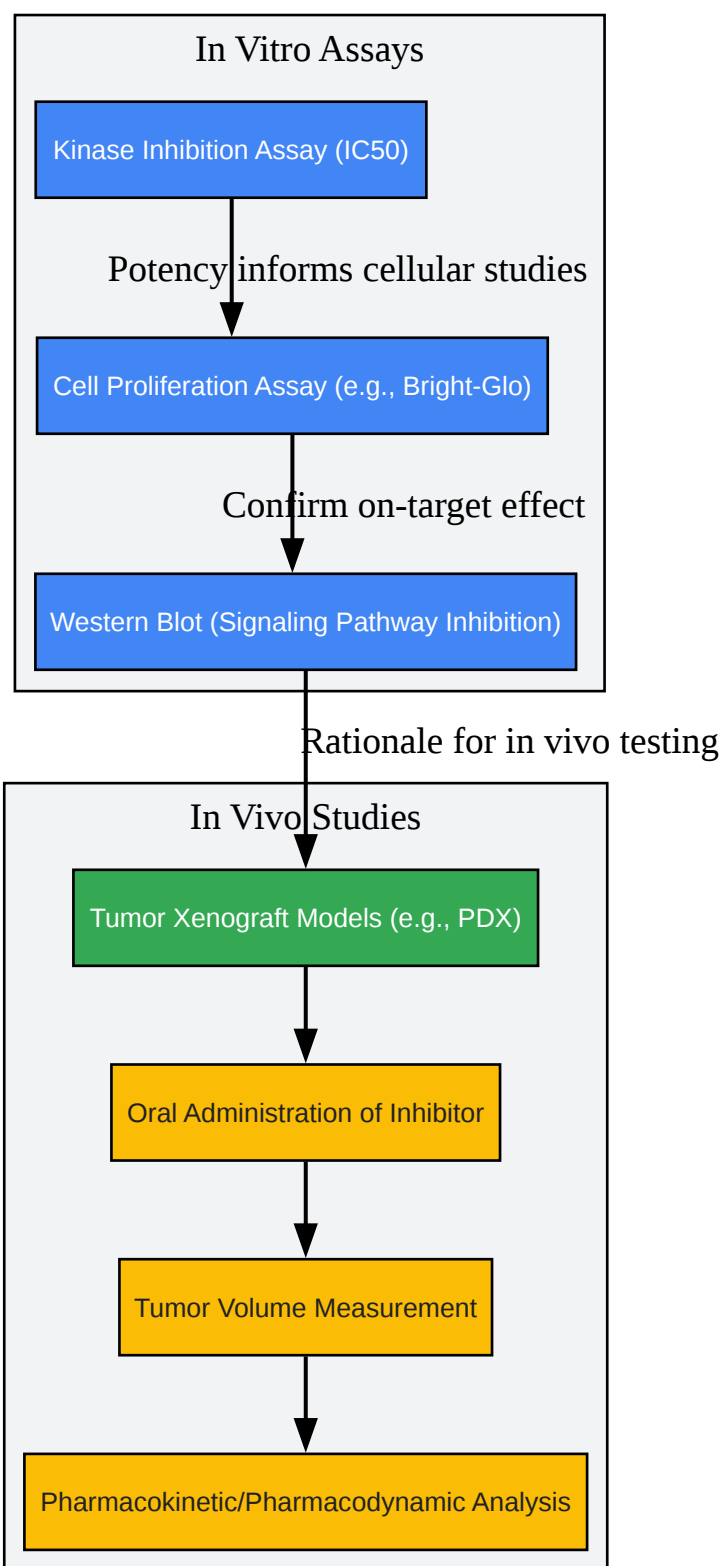 In Vitro Assays
Kinase Inhibition Assay (IC50)
Potency informs cellular studies
Cell Proliferation Assay (e.g., Bright-Glo)
Confirm on-target effect
Western Blot (Signaling Pathway Inhibition)
Rationale for in vivo testing
In Vivo Studies
Tumor Xenograft Models (e.g., PDX)
Oral Administration of Inhibitor
Tumor Volume Measurement
Pharmacokinetic/Pharmacodynamic Analysis